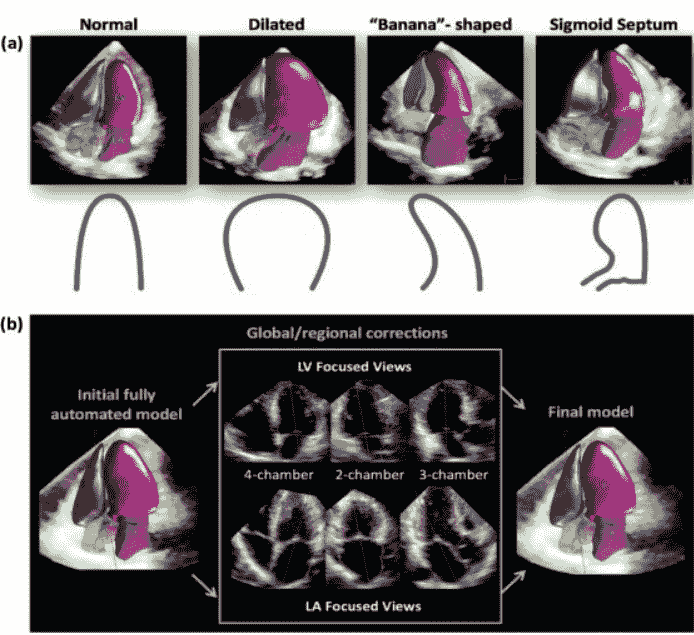 Normal
Dilated
“Banana”- shaped
Sigmoid Septum
(a)
(b)
Global/regional corrections
LV Focused Views
Initial fully
automated model
Final model
4-chamber
2-chamber
3-chamber
LA Focused Views